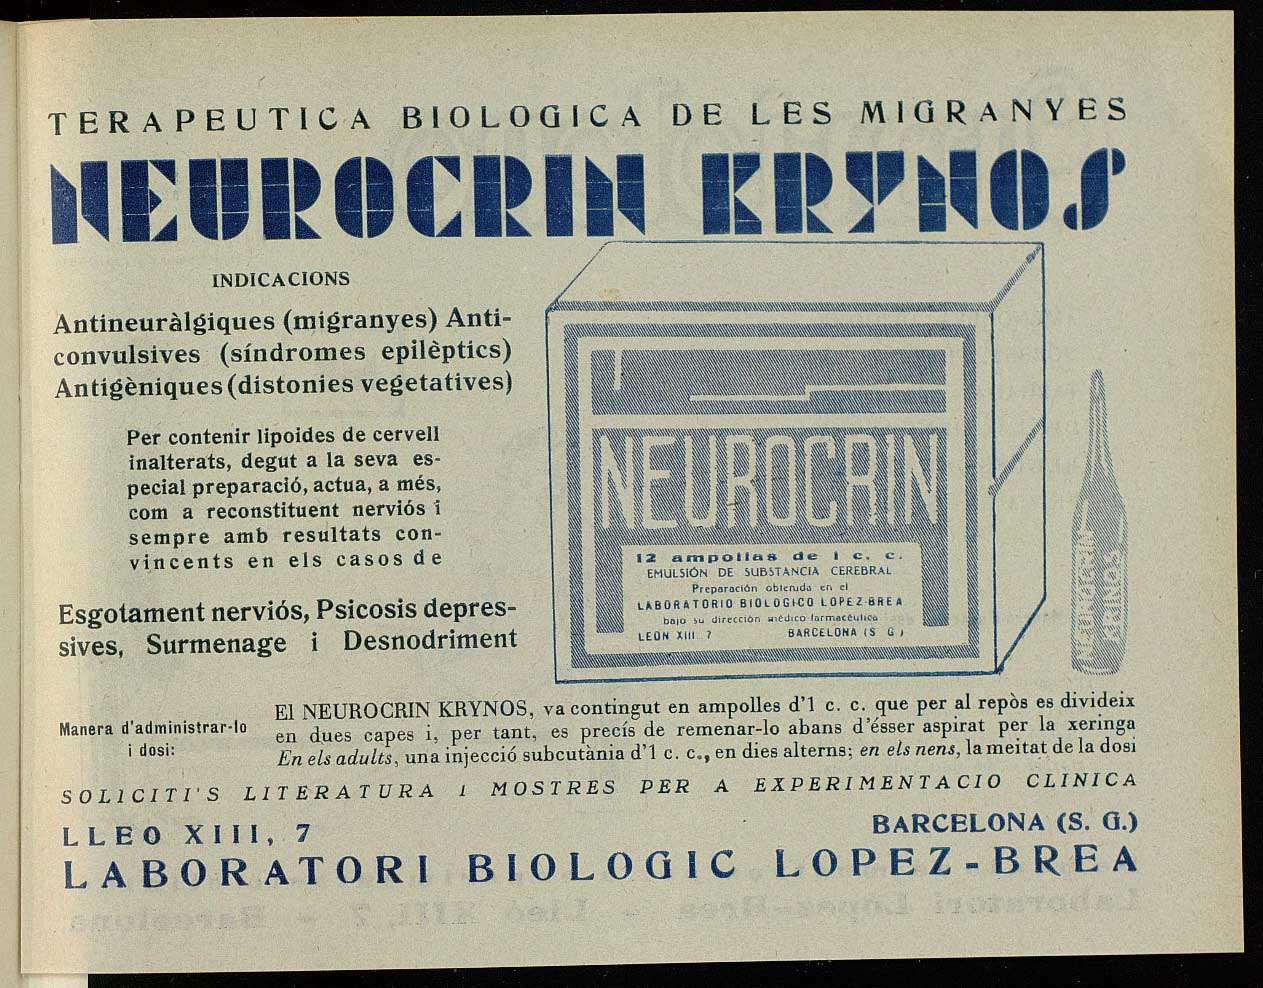 TERAPEUTICA BIOLOGICA DE LES MIGRANYES
NEUROCRIN KRYNOS
INDICACIONS
Antineuràlgiques (migranyes) Anti-
convulsives (síndromes epilèptics)
Antigèniques (distonies vegetatives)
Per contenir lipoides de cervell
inalterats, degut a la seva es-
pecial preparació, actua, a més,
com a reconstituent nerviós i
sempre amb resultats con-
vincents en els casos de
Esgotament nerviós, Psicosis depres-
sives, Surmenage i Desnodriment
NEUROCRIN
12 ampollas de 1 c. c.
EMULSIÓN DE SUBSTANCIA CEREBRAL
Preparación obtenida en el
LABORATORIO BIOLOGICO LOPEZ-BREA
bajo su dirección médico farmacéutica
LEON XIII. 7 BARCELONA (S G)
NEUROCRIN
KRYNOS
Manera d'administrar-lo
i dosi:
El NEUROCRIN KRYNOS, va contingut en ampolles d'1 c. c. que per al repòs es divideix
en dues capes i, per tant, es precís de remenar-lo abans d'ésser aspirat per la xeringa
En els adults, una injecció subcutània d'1 c. c., en dies alterns; en els nens, la meitat de la dosi
SOLICITI'S LITERATURA I MOSTRES PER A EXPERIMENTACIO CLINICA
LLEO XIII, 7
BARCELONA (S. G.)
LABORATORI BIOLOGIC LOPEZ-BREA